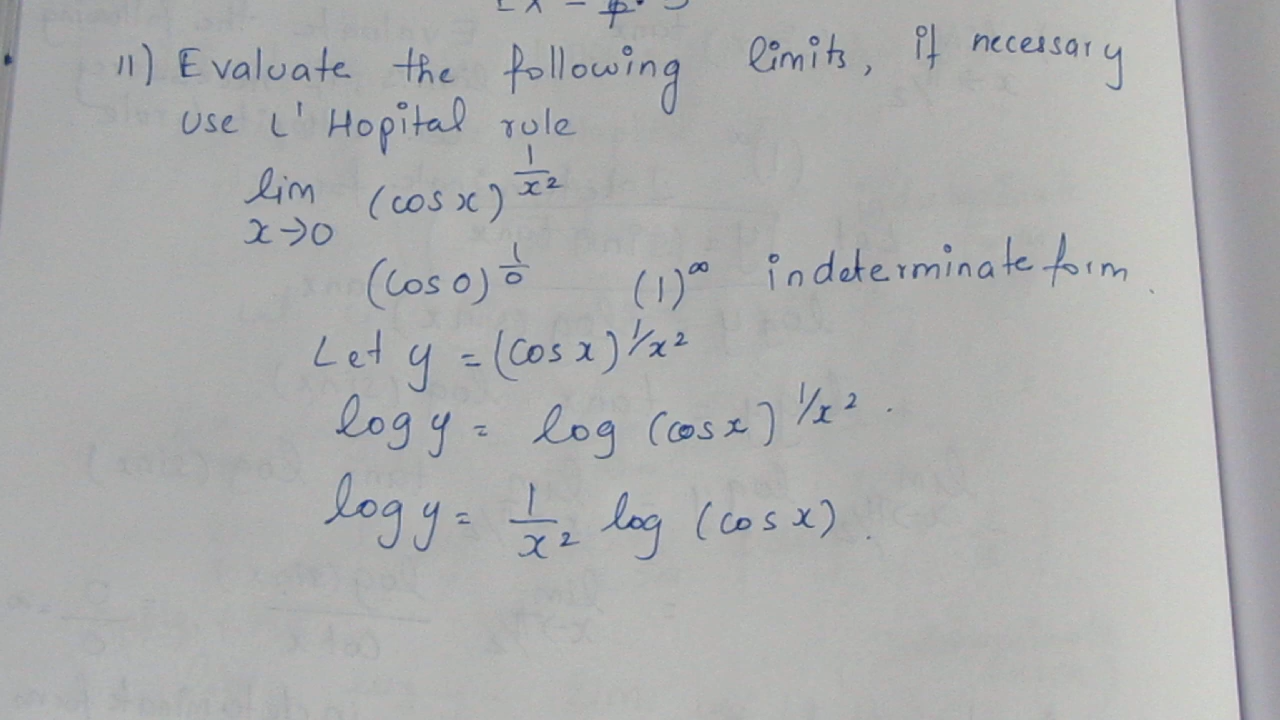 11) Evaluate the following limits, if necessary
use L' Hopital rule
lim x→0 (cos x)^(1/x²)
(cos 0)^(1/0) (1)^∞ indeterminate form.
Let y = (cos x)^(1/x²)
log y = log (cos x)^(1/x²).
log y = 1/x² log (cos x).